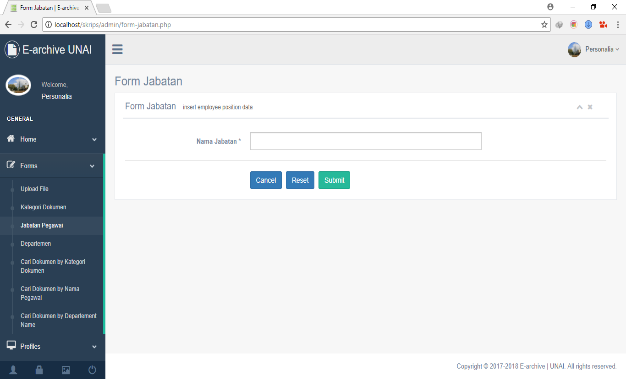 Form Jabatan | E-archive
localhost/skrips/admin/form-jabatan.php
E-archive UNAI
Personalia
Welcome,
Personalia
GENERAL
Home
Forms
Upload File
Kategori Dokumen
Jabatan Pegawai
Departemen
Cari Dokumen by Kategori
Dokumen
Cari Dokumen by Nama
Pegawai
Cari Dokumen by Departement
Name
Profiles
Form Jabatan
Form Jabatan insert employee position data
Nama Jabatan *
Cancel Reset Submit
Copyright © 2017-2018 E-archive | UNAI. All rights reserved.